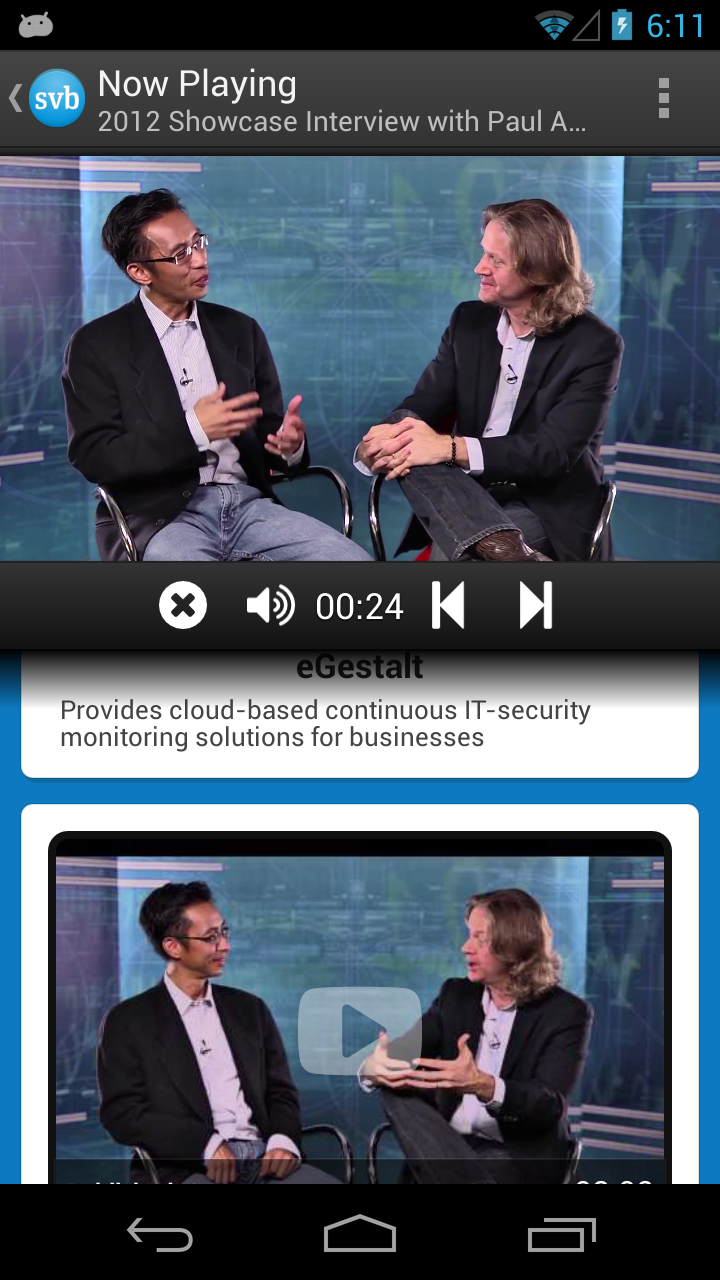 6:11
svb
Now Playing
2012 Showcase Interview with Paul A...
00:24
eGestalt
Provides cloud-based continuous IT-security
monitoring solutions for businesses